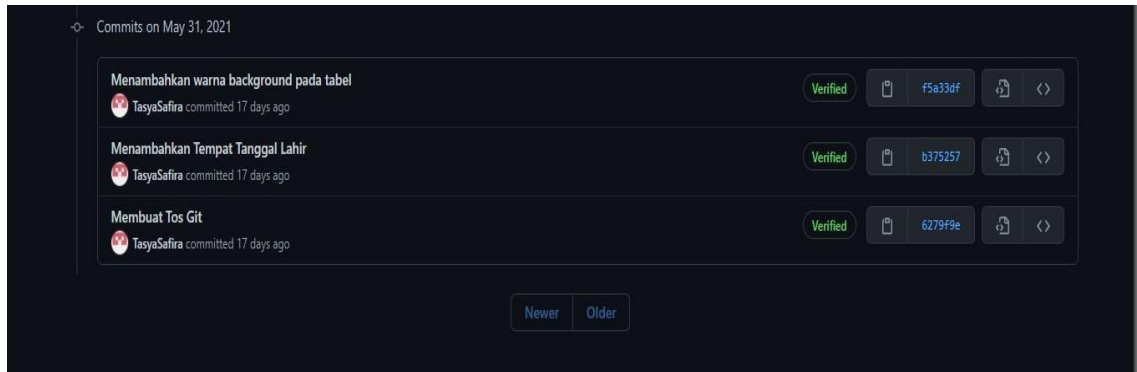 Commits on May 31, 2021
Menambahkan warna background pada tabel
TasyaSafira committed 17 days ago
Verified
f5a33df
Menambahkan Tempat Tanggal Lahir
TasyaSafira committed 17 days ago
Verified
b375257
Membuat Tos Git
TasyaSafira committed 17 days ago
Verified
6279f9e
Newer
Older